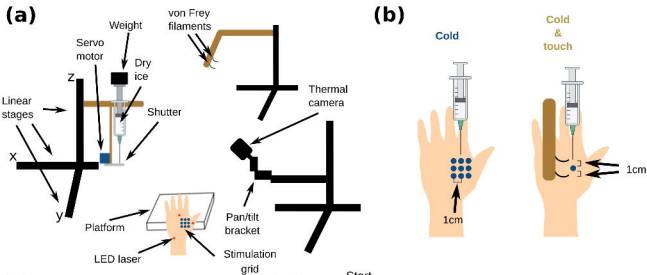 (a)
Weight
von Frey
filaments
Servo
motor
Dry
ice
z
Linear
stages
Shutter
Thermal
camera
x
y
Platform
Pan/tilt
bracket
LED laser
Stimulation
grid
Start
(b)
Cold
Cold
&
touch
1cm
1cm